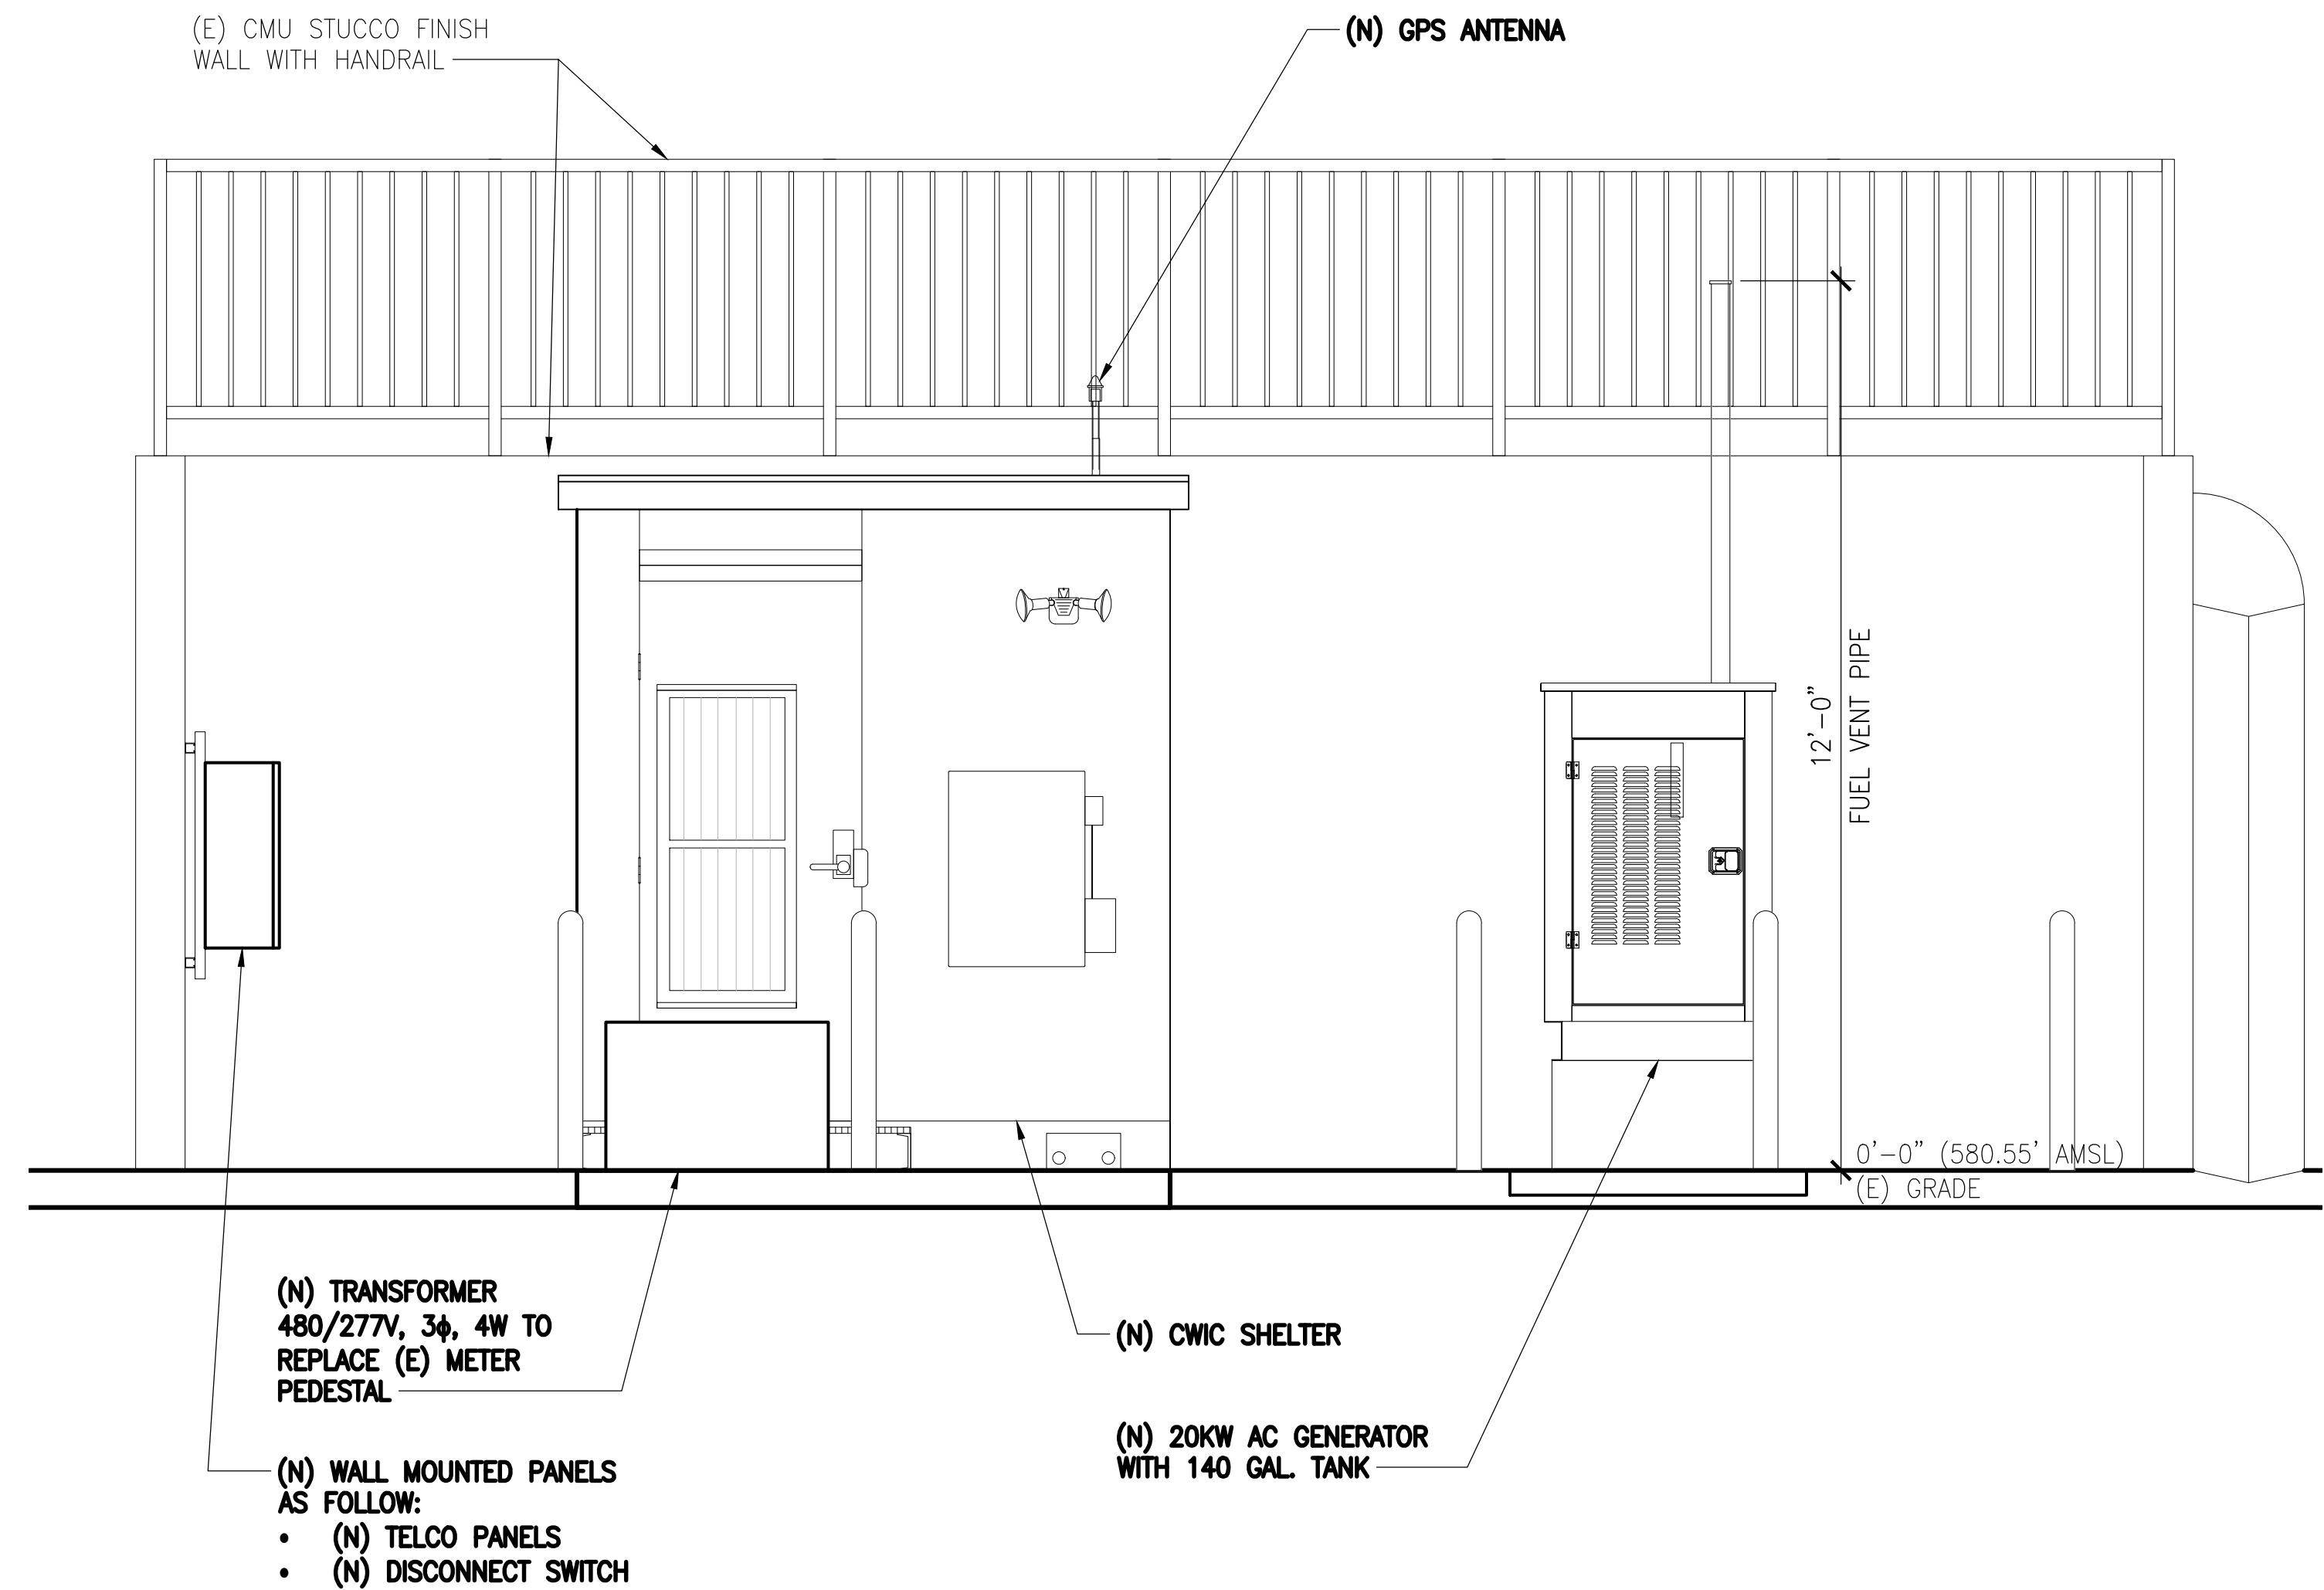 (E) CMU STUCCO FINISH
WALL WITH HANDRAIL
(N) GPS ANTENNA
12'-0"
FUEL VENT PIPE
0'-0" (580.55' AMSL)
(E) GRADE
(N) TRANSFORMER
480/277V, 3ϕ, 4W TO
REPLACE (E) METER
PEDESTAL
(N) WALL MOUNTED PANELS
AS FOLLOW:
• (N) TELCO PANELS
• (N) DISCONNECT SWITCH
(N) CWIC SHELTER
(N) 20KW AC GENERATOR
WITH 140 GAL. TANK